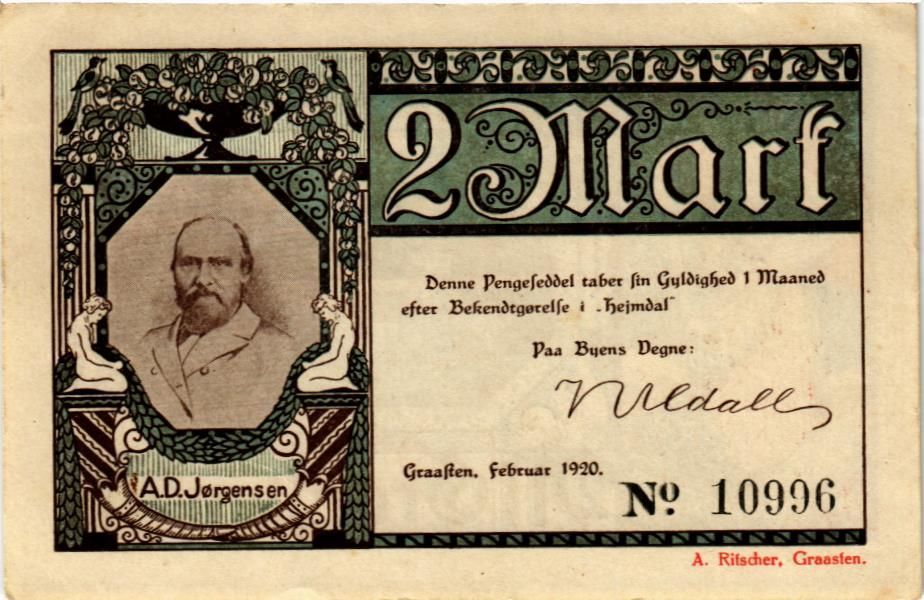 2 Mark
Denne Pengeſeddel taber ſin Gyldighed 1 Maaned
efter Bekendtgørelſe i „Hejmdal“
Paa Byens Vegne:
Graaſten, Februar 1920.
A.D. Jørgensen
Nº 10996
A. Ritscher, Graasten.